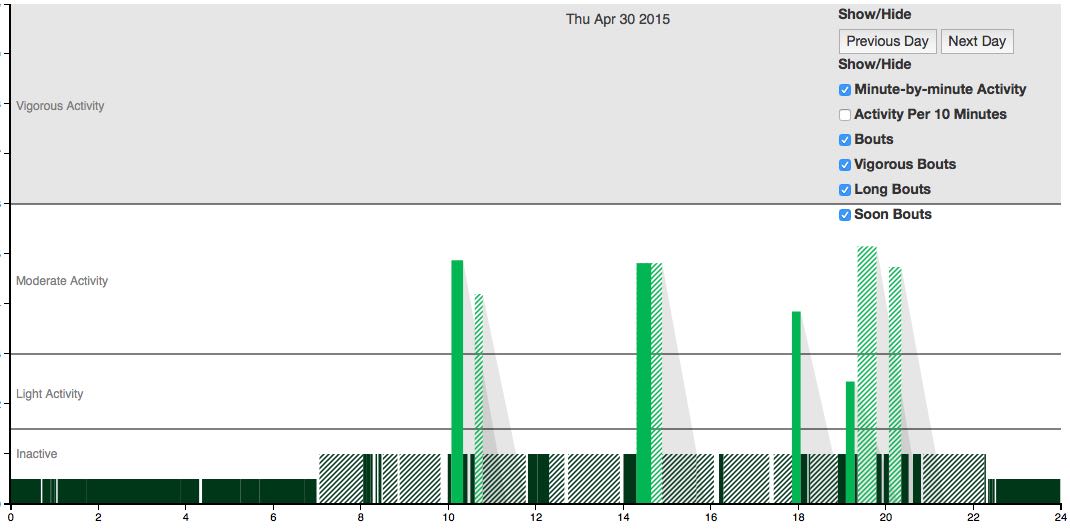 Thu Apr 30 2015
Show/Hide
Previous Day Next Day
Show/Hide
Minute-by-minute Activity
Activity Per 10 Minutes
Bouts
Vigorous Bouts
Long Bouts
Soon Bouts
Vigorous Activity
Moderate Activity
Light Activity
Inactive
0 2 4 6 8 10 12 14 16 18 20 22 24